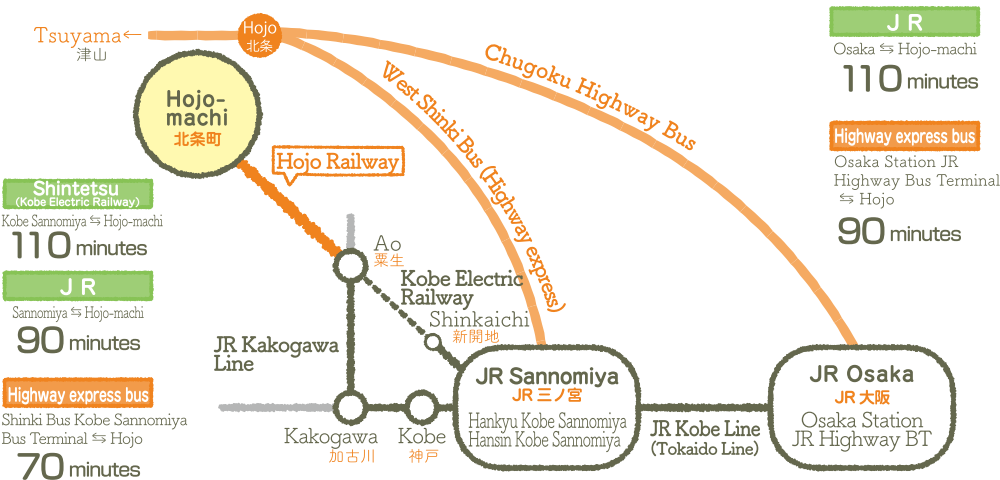 Tsuyama←
津山
Hojo
北条
Hojo-
machi
北条町
Hojo Railway
West Shinki Bus (Highway express)
Chugoku Highway Bus
JR
Osaka ⇆ Hojo-machi
110 minutes
Highway express bus
Osaka Station JR
Highway Bus Terminal
⇆ Hojo
90 minutes
Shintetsu
(Kobe Electric Railway)
Kobe Sannomiya ⇆ Hojo-machi
110 minutes
JR
Sannomiya ⇆ Hojo-machi
90 minutes
Highway express bus
Shinki Bus Kobe Sannomiya
Bus Terminal ⇆ Hojo
70 minutes
Ao
粟生
Kobe Electric
Railway
Shinkaichi
新開地
JR Kakogawa
Line
Kakogawa
加古川
Kobe
神戸
JR Sannomiya
JR 三ノ宮
Hankyu Kobe Sannomiya
Hansin Kobe Sannomiya
JR Kobe Line
(Tokaido Line)
JR Osaka
JR 大阪
Osaka Station
JR Highway BT